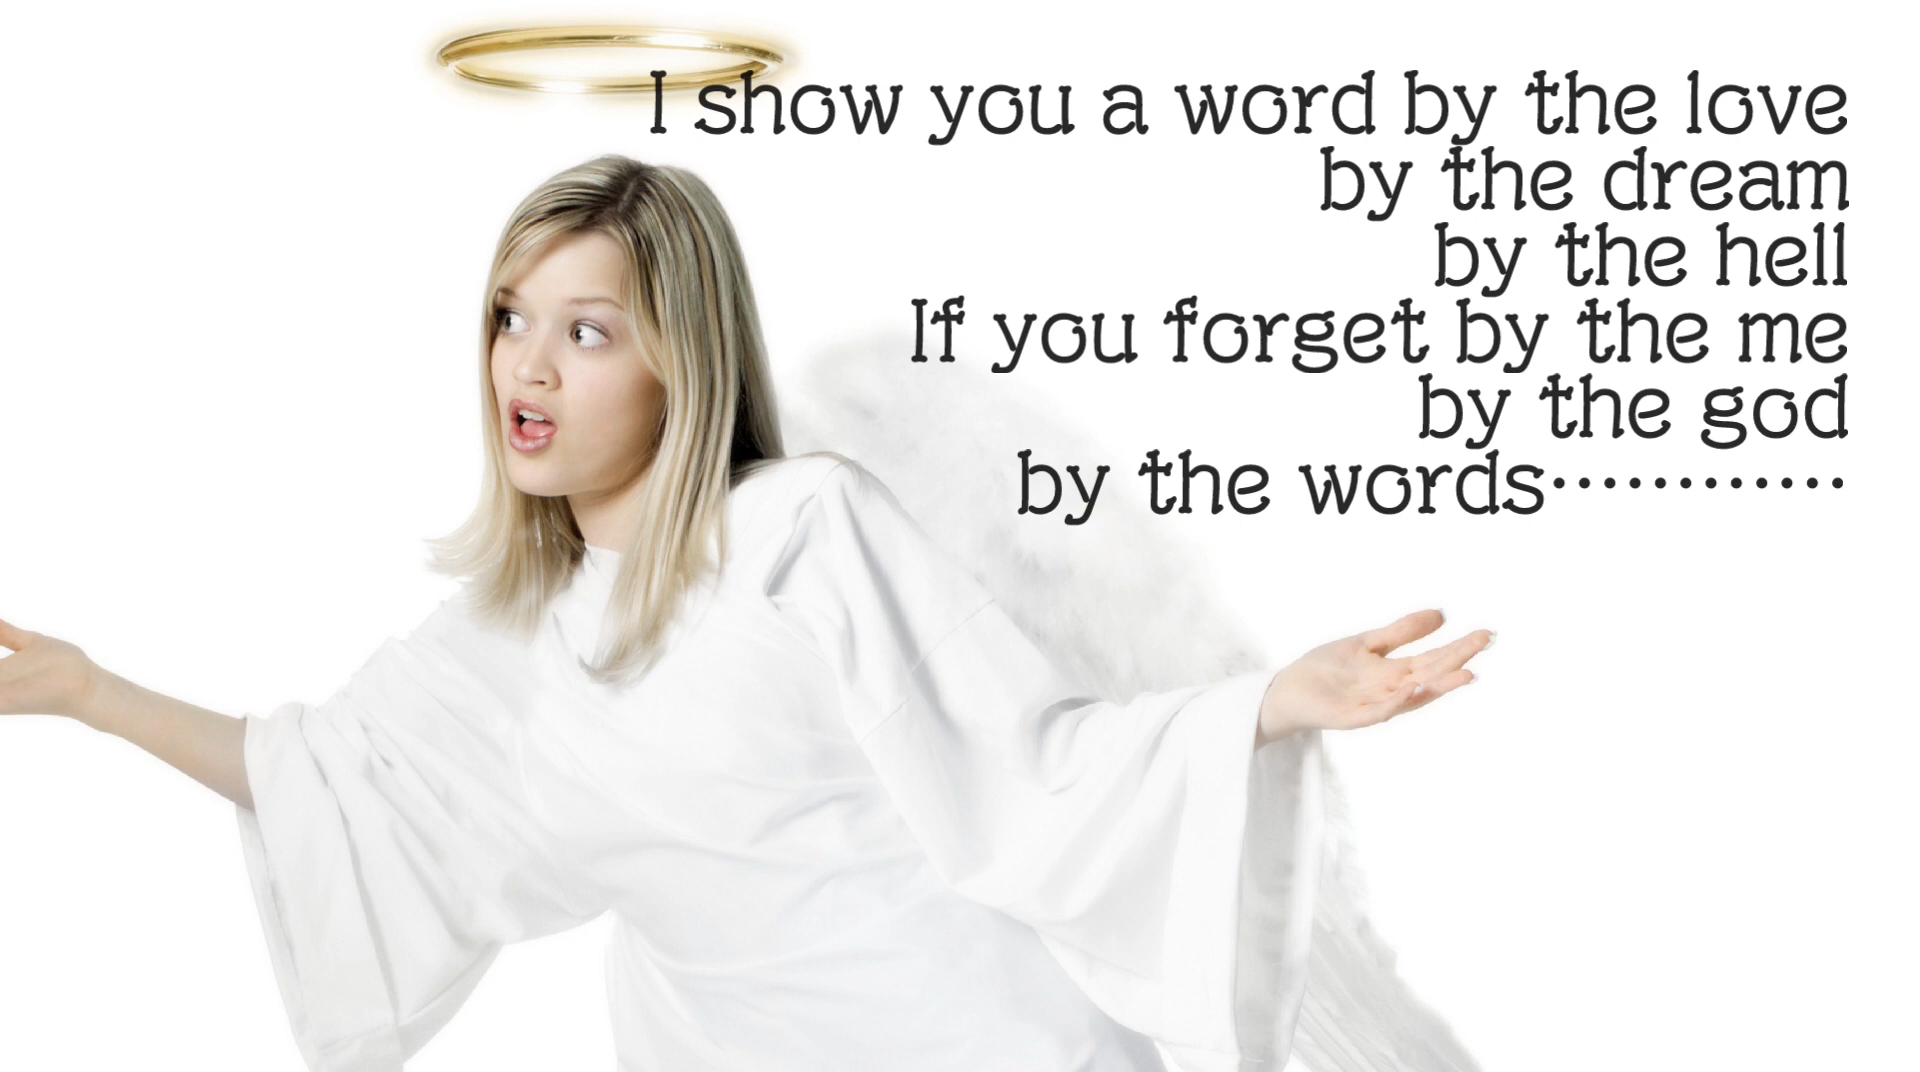 I show you a word by the love
by the dream
by the hell
If you forget by the me
by the god
by the words…………